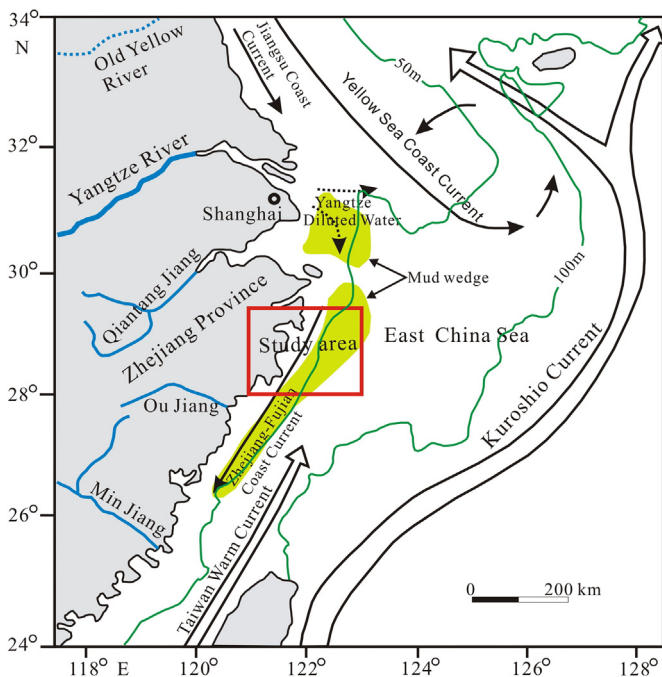 34°
N
32°
30°
28°
26°
24°
118° E
120°
122°
124°
126°
128°
Old Yellow
River
Jiangsu Coast
Current
50m
Yellow Sea Coast Current
Yangtze River
Shanghai
Yangtze
Diluted Water
Mud wedge
100m
Qiantang Jiang
Zhejiang Province
Study area
East China Sea
Kuroshio Current
Ou Jiang
Zhejiang-Fujian
Coast Current
Min Jiang
Taiwan Warm Current
0 200 km